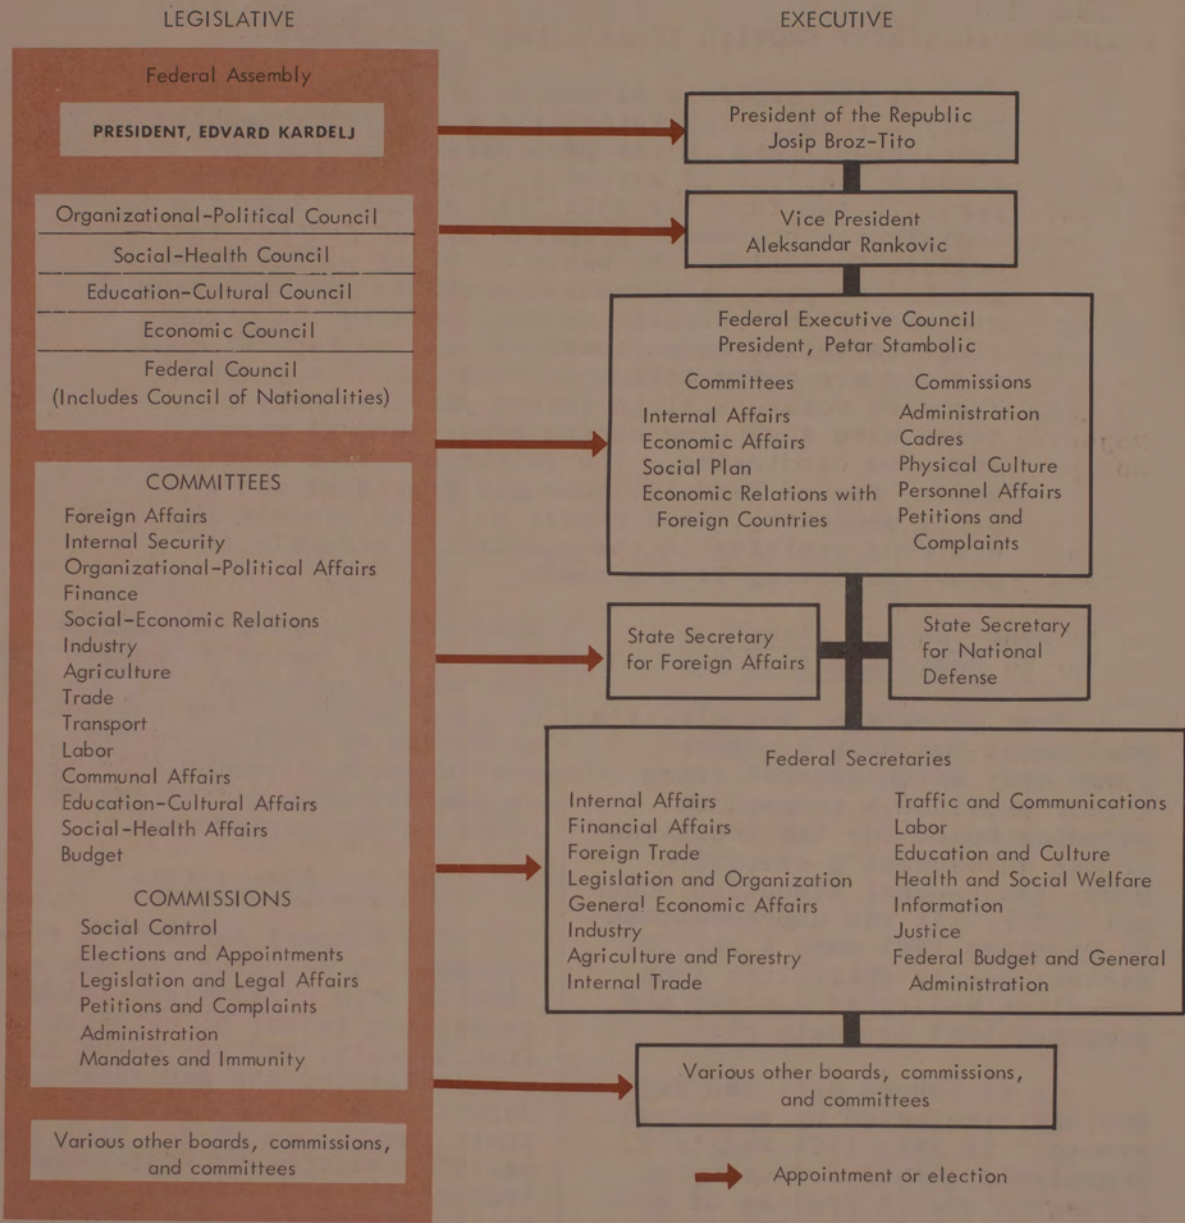 LEGISLATIVE
Federal Assembly
PRESIDENT, EDVARD KARDELJ
Organizational-Political Council
Social-Health Council
Education-Cultural Council
Economic Council
Federal Council
(Includes Council of Nationalities)
COMMITTEES
Foreign Affairs
Internal Security
Organizational-Political Affairs
Finance
Social-Economic Relations
Industry
Agriculture
Trade
Transport
Labor
Communal Affairs
Education-Cultural Affairs
Social-Health Affairs
Budget
COMMISSIONS
Social Control
Elections and Appointments
Legislation and Legal Affairs
Petitions and Complaints
Administration
Mandates and Immunity
Various other boards, commissions,
and committees
EXECUTIVE
President of the Republic
Josip Broz-Tito
Vice President
Aleksandar Rankovic
Federal Executive Council
President, Petar Stambolic
Committees
Internal Affairs
Economic Affairs
Social Plan
Economic Relations with
Foreign Countries
Commissions
Administration
Cadres
Physical Culture
Personnel Affairs
Petitions and
Complaints
State Secretary
for Foreign Affairs
State Secretary
for National
Defense
Federal Secretaries
Internal Affairs
Financial Affairs
Foreign Trade
Legislation and Organization
General Economic Affairs
Industry
Agriculture and Forestry
Internal Trade
Traffic and Communications
Labor
Education and Culture
Health and Social Welfare
Information
Justice
Federal Budget and General
Administration
Various other boards, commissions,
and committees
Appointment or election